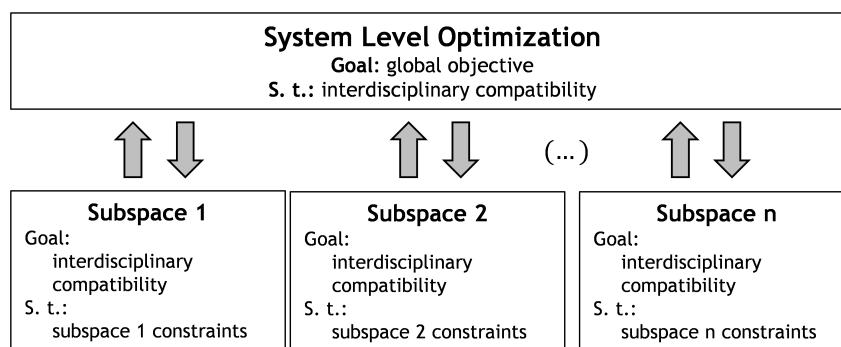 System Level Optimization
Goal: global objective
S. t.: interdisciplinary compatibility
(...)
Subspace 1
Goal:
interdisciplinary
compatibility
S. t.:
subspace 1 constraints
Subspace 2
Goal:
interdisciplinary
compatibility
S. t.:
subspace 2 constraints
Subspace n
Goal:
interdisciplinary
compatibility
S. t.:
subspace n constraints